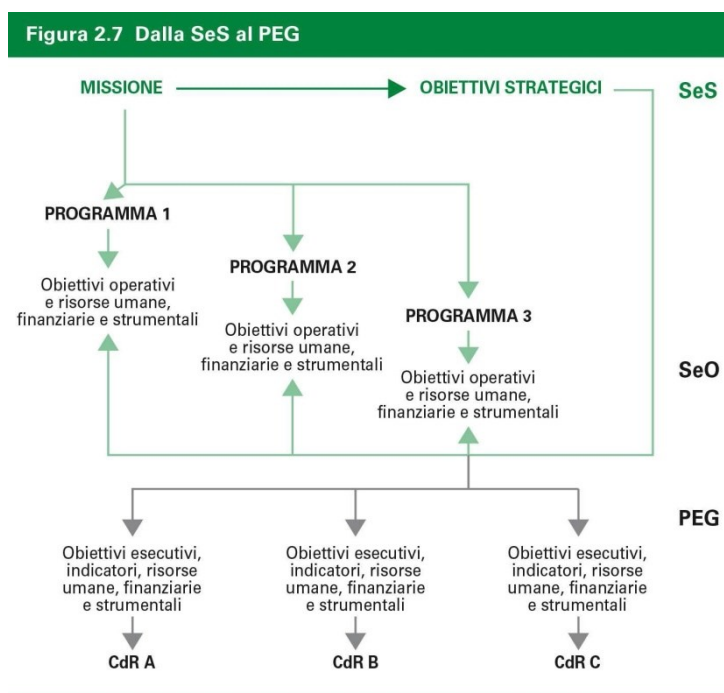 Figura 2.7 Dalla SeS al PEG
MISSIONE
OBIETTIVI STRATEGICI
SeS
PROGRAMMA 1
Obiettivi operativi
e risorse umane,
finanziarie e strumentali
PROGRAMMA 2
Obiettivi operativi
e risorse umane,
finanziarie e strumentali
PROGRAMMA 3
Obiettivi operativi
e risorse umane,
finanziarie e strumentali
SeO
PEG
Obiettivi esecutivi,
indicatori, risorse
umane, finanziarie
e strumentali
CdR A
Obiettivi esecutivi,
indicatori, risorse
umane, finanziarie
e strumentali
CdR B
Obiettivi esecutivi,
indicatori, risorse
umane, finanziarie
e strumentali
CdR C